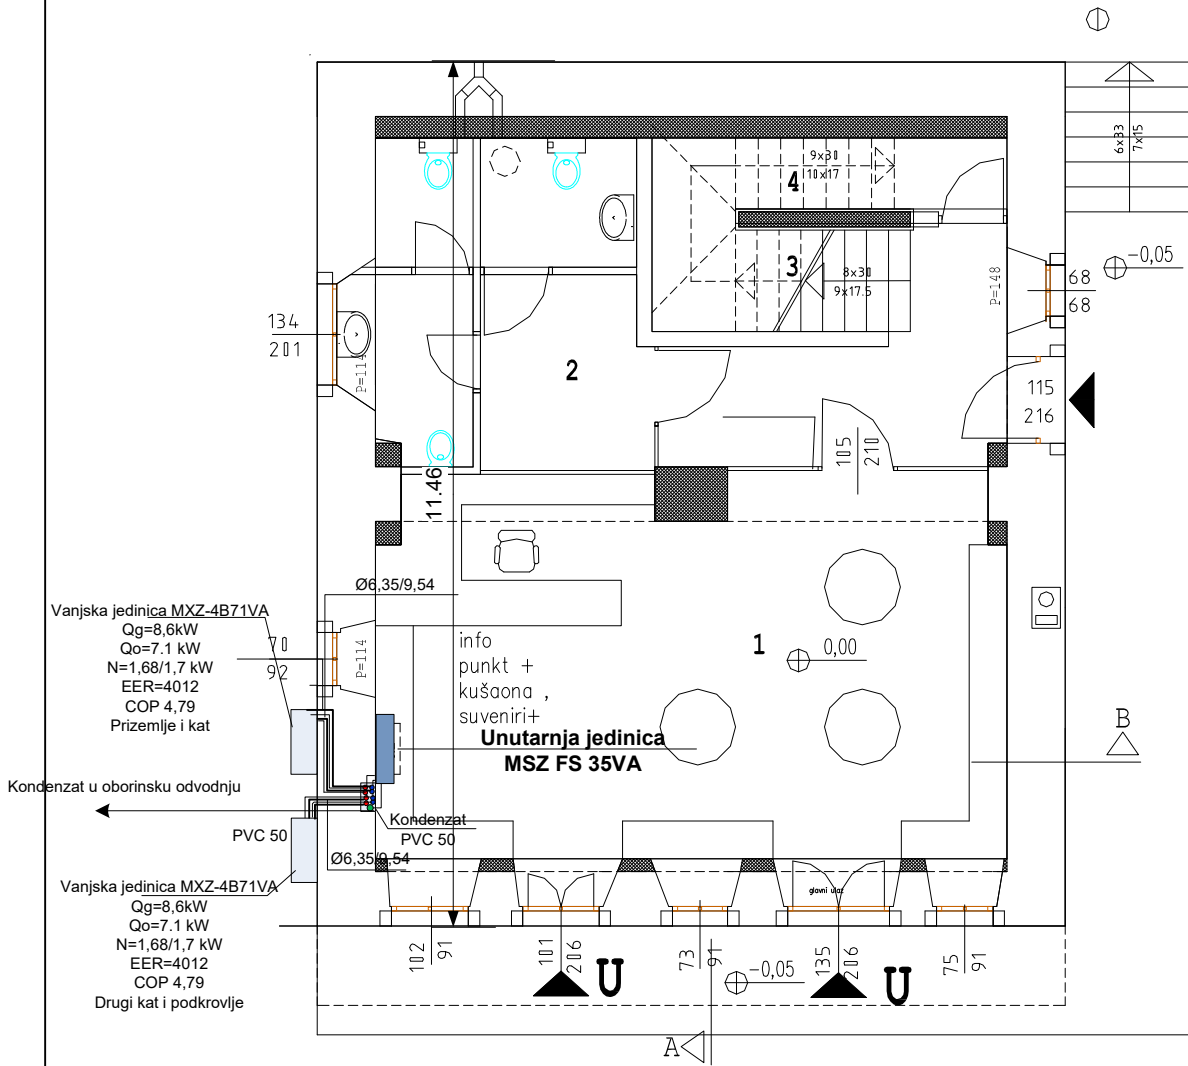 6x33
7x15
9x30
10x17
4
3
8x30
9x17.5
-0,05
68
68
P=148
134
201
P=114
2
115
216
105
210
11.46
Ø6,35/9,54
Vanjska jedinica MXZ-4B71VA
Qg=8,6kW
Qo=7.1 kW
N=1,68/1,7 kW
EER=4012
COP 4,79
Prizemlje i kat
70
92
P=114
info
punkt +
kušaona ,
suveniri+
1
0,00
Unutarnja jedinica
MSZ FS 35VA
B
Kondenzat u oborinsku odvodnju
Kondenzat
PVC 50
PVC 50
Ø6,35/9,54
Vanjska jedinica MXZ-4B71VA
Qg=8,6kW
Qo=7.1 kW
N=1,68/1,7 kW
EER=4012
COP 4,79
Drugi kat i podkrovlje
glavni ulaz
102
91
101
206
U
73
91
-0,05
135
206
U
75
91
A